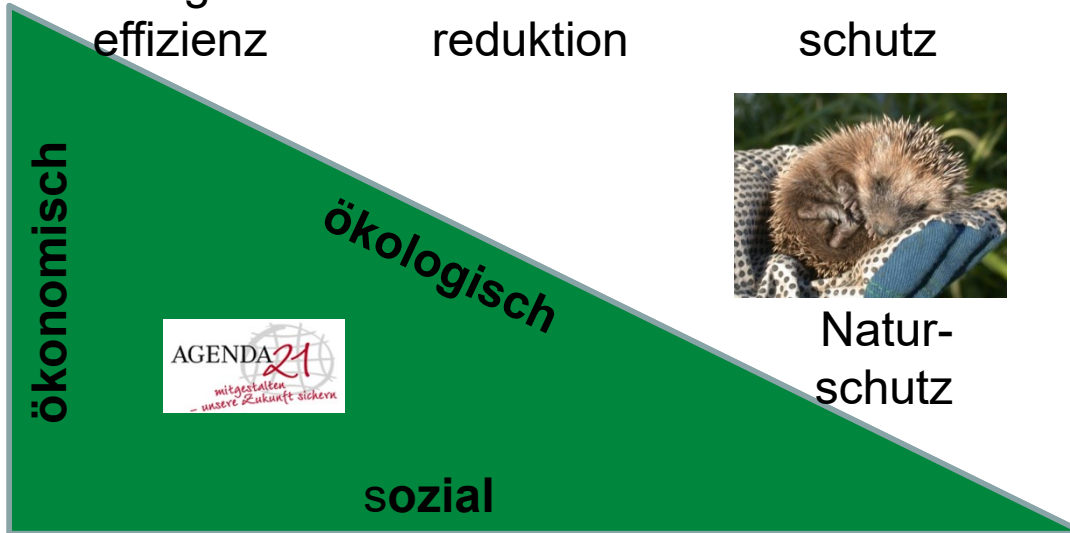 effizienz reduktion schutz
ökonomisch
ökologisch
AGENDA 21
mitgestalten
– unsere Zukunft sichern
Natur-
schutz
sozial